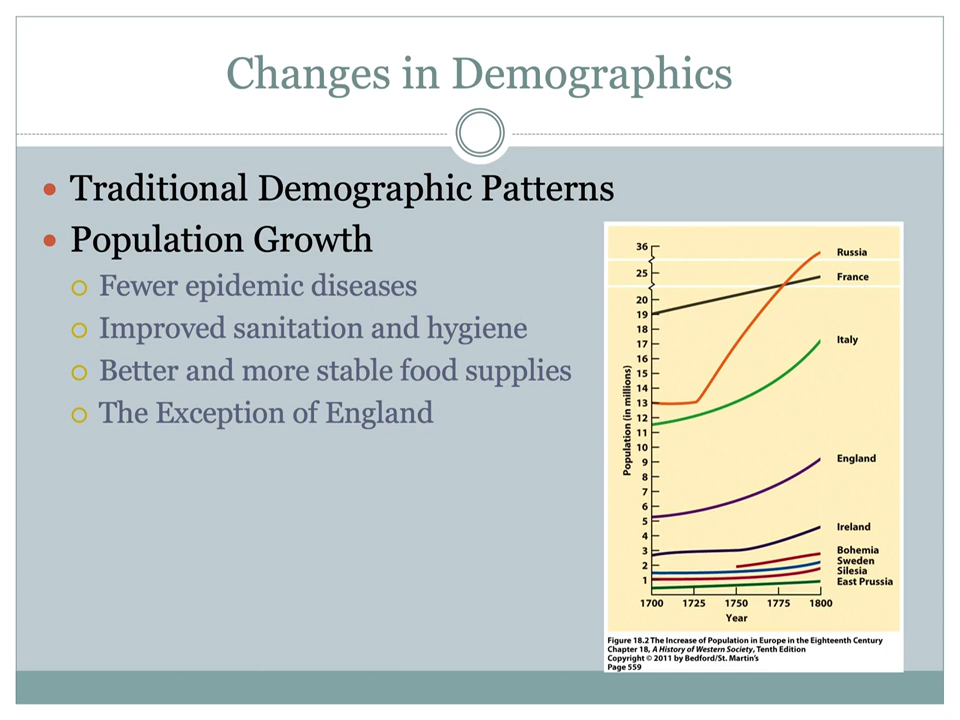 Changes in Demographics
Traditional Demographic Patterns
Population Growth
Fewer epidemic diseases
Improved sanitation and hygiene
Better and more stable food supplies
The Exception of England
Population (in millions)
36
25
20
19
18
17
16
15
14
13
12
11
10
9
8
7
6
5
4
3
2
1
Russia
France
Italy
England
Ireland
Bohemia
Sweden
Silesia
East Prussia
1700 1725 1750 1775 1800
Year
Figure 18.2 The Increase of Population in Europe in the Eighteenth Century
Chapter 18, A History of Western Society, Tenth Edition
Copyright © 2011 by Bedford/St. Martin's
Page 559